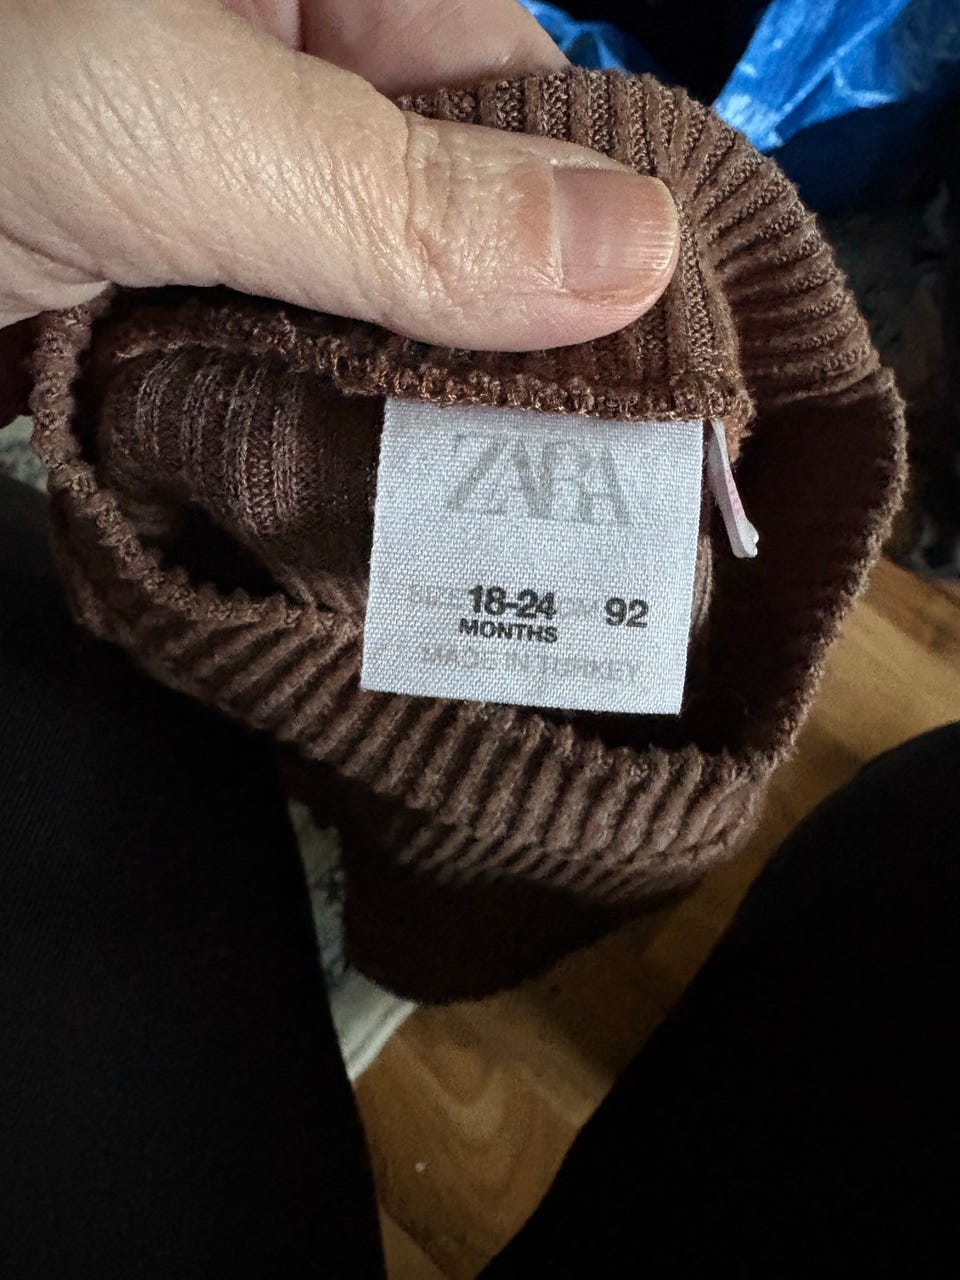 ZARA
18-24 92
MONTHS
MADE IN TURKEY